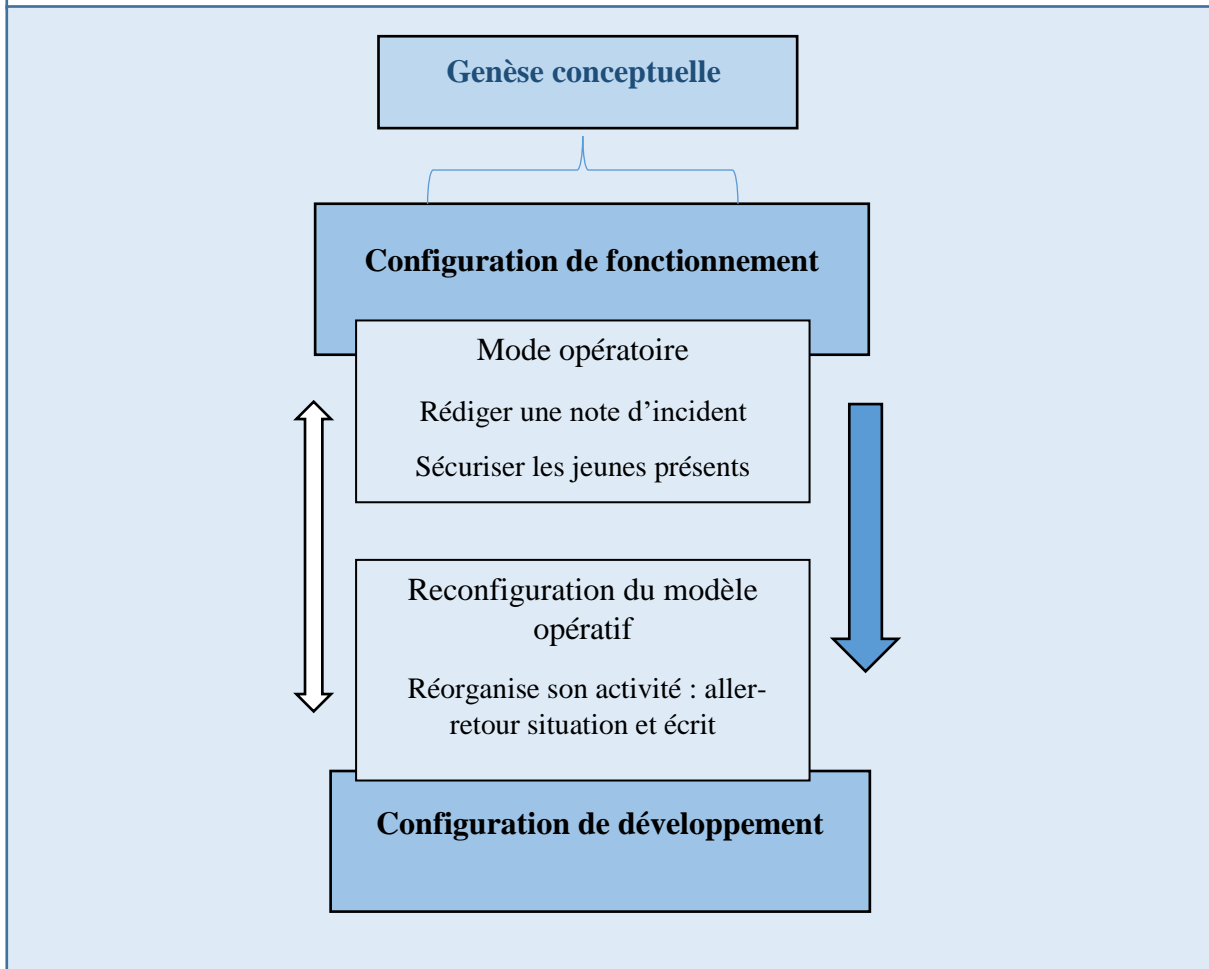 Genèse conceptuelle
Configuration de fonctionnement
Mode opératoire
Rédiger une note d’incident
Sécuriser les jeunes présents
Reconfiguration du modèle
opératif
Réorganise son activité : aller-
retour situation et écrit
Configuration de développement